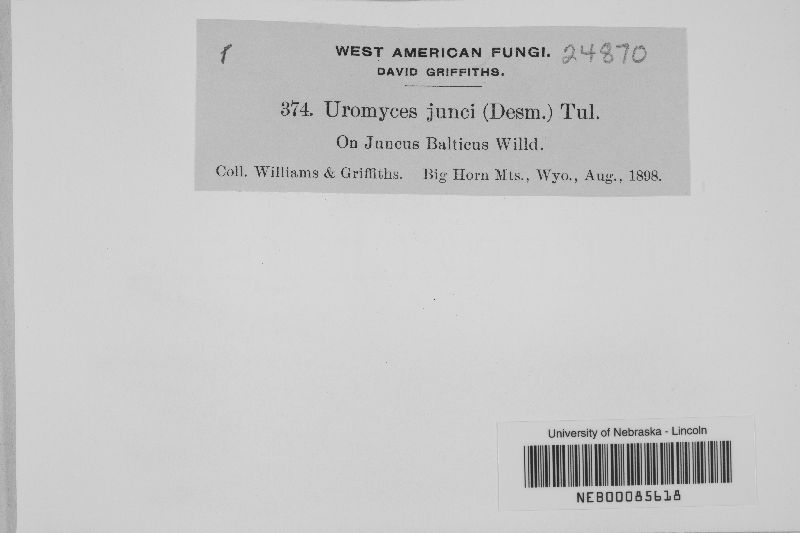 r WEST AMERICAN FUNGI. 24870
DAVID GRIFFITHS.
374. Uromyces junci (Desm.) Tul.
On Juncus Balticus Willd.
Coll. Williams & Griffiths. Big Horn Mts., Wyo., Aug., 1898.
University of Nebraska - Lincoln
NEB00085618